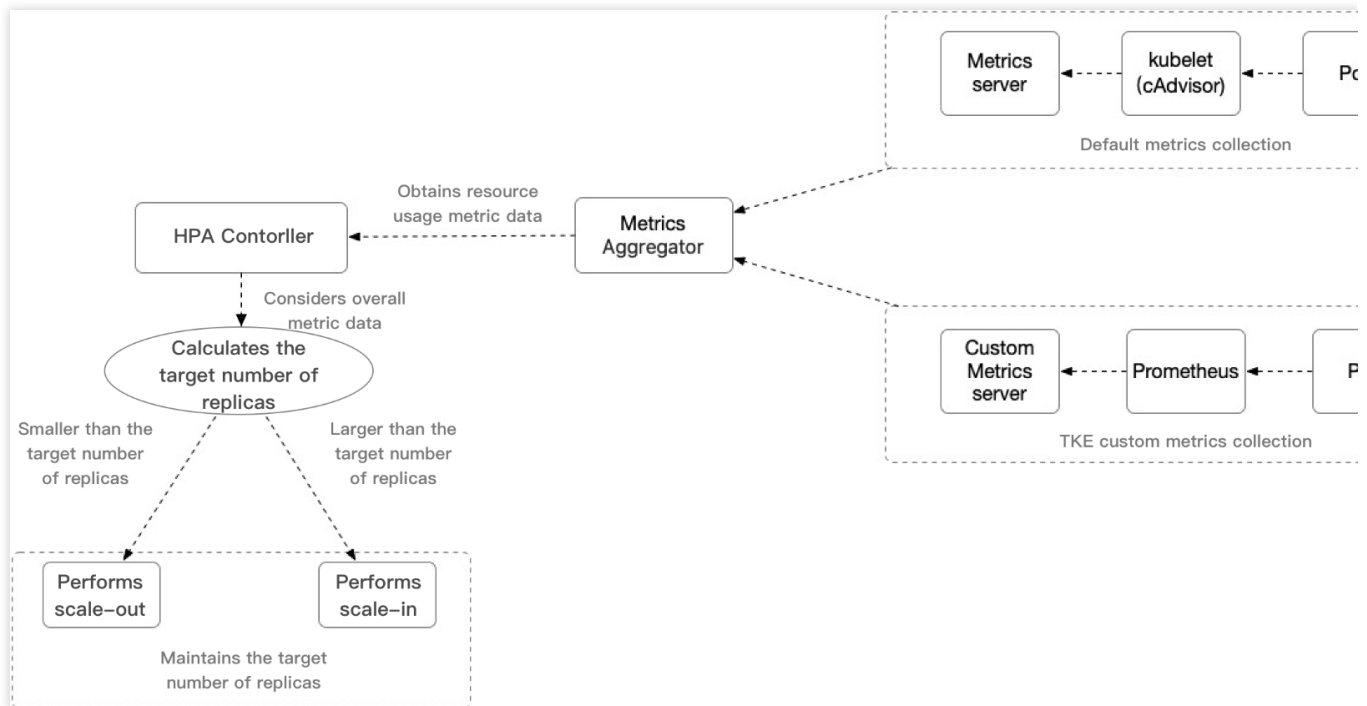 Metrics
server
kubelet
(cAdvisor)
Default metrics collection
Obtains resource
usage metric data
Metrics
Aggregator
HPA Contorller
Considers overall
metric data
Calculates the
target number of
replicas
Custom
Metrics
server
Prometheus
TKE custom metrics collection
Smaller than the
target number
of replicas
Larger than the
target number
of replicas
Performs
scale-out
Performs
scale-in
Maintains the target
number of replicas